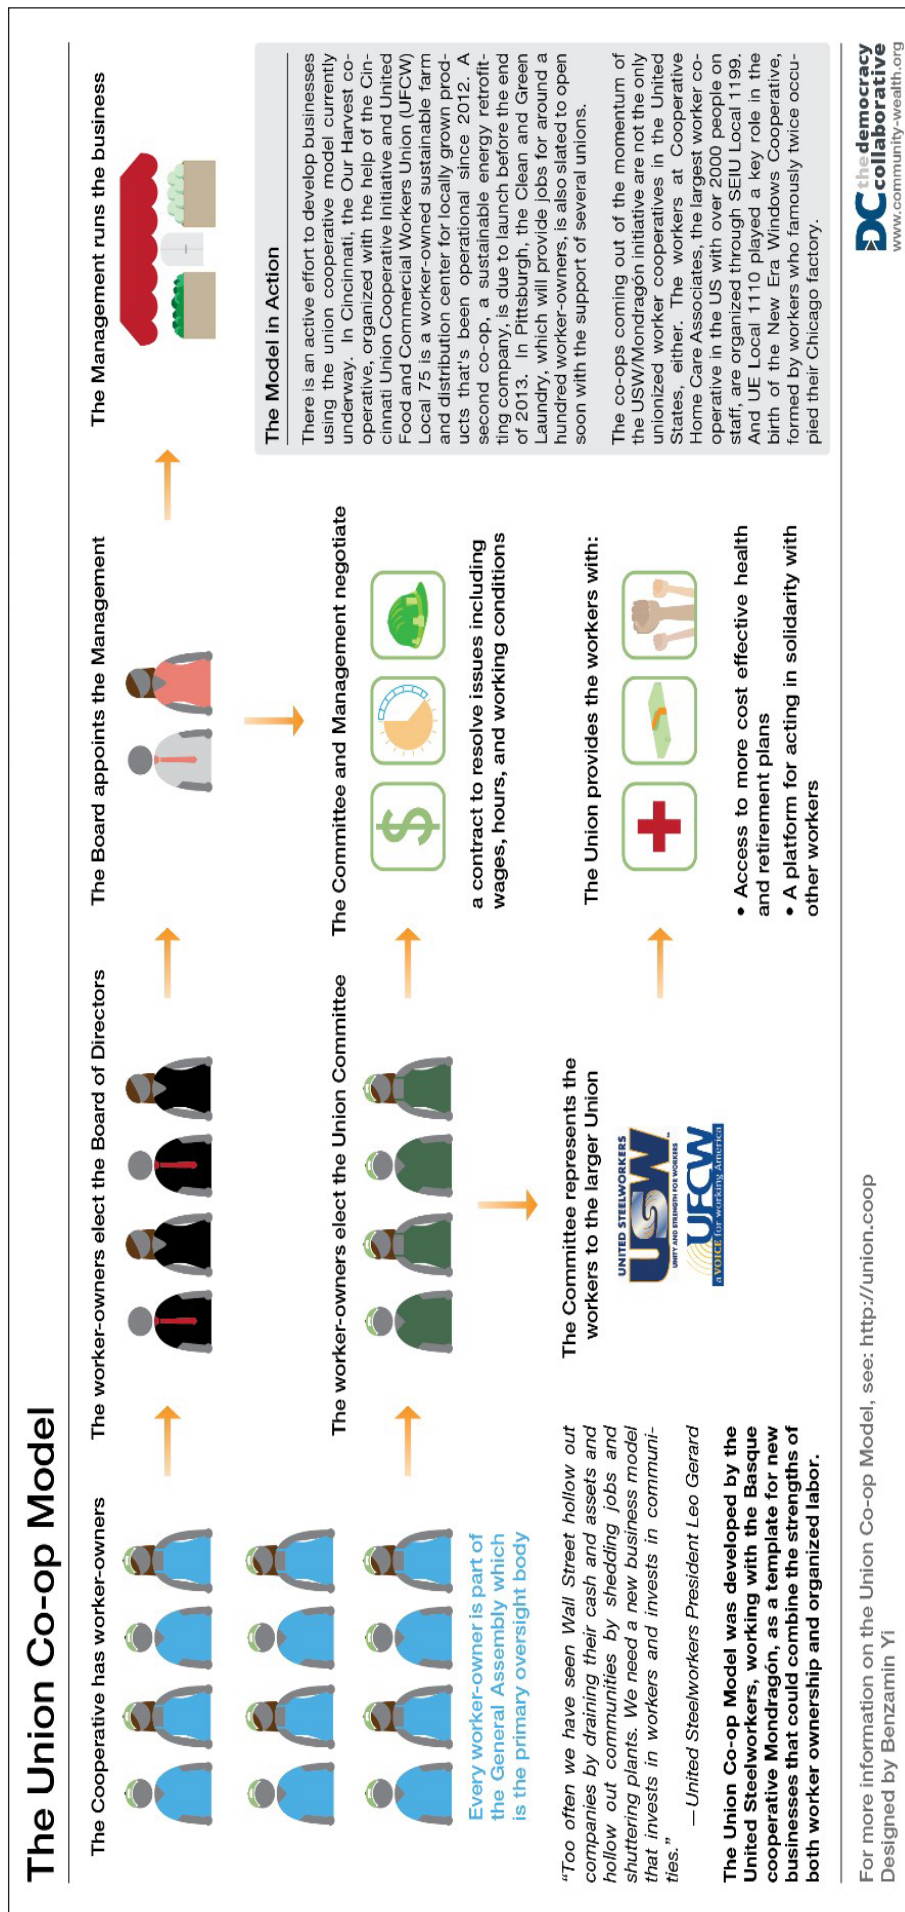 The Union Co-op Model
The Cooperative has worker-owners
Every worker-owner is part of
the General Assembly which
is the primary oversight body
The worker-owners elect the Board of Directors
The Board appoints the Management
The Management runs the business
The worker-owners elect the Union Committee
The Committee and Management negotiate
$
a contract to resolve issues including
wages, hours, and working conditions
The Committee represents the
workers to the larger Union
UNITED STEELWORKERS
USW
UNITY AND STRENGTH FOR WORKERS
UFCW
a VOICE for working America
The Union provides the workers with:
• Access to more cost effective health
and retirement plans
• A platform for acting in solidarity with
other workers
“Too often we have seen Wall Street hollow out
companies by draining their cash and assets and
hollow out communities by shedding jobs and
shuttering plants. We need a new business model
that invests in workers and invests in communi-
ties.”
—United Steelworkers President Leo Gerard
The Union Co-op Model was developed by the
United Steelworkers, working with the Basque
cooperative Mondragón, as a template for new
businesses that could combine the strengths of
both worker ownership and organized labor.
The Model in Action
There is an active effort to develop businesses
using the union cooperative model currently
underway. In Cincinnati, the Our Harvest co-
operative, organized with the help of the Cin-
cinnati Union Cooperative Initiative and United
Food and Commercial Workers Union (UFCW)
Local 75 is a worker-owned sustainable farm
and distribution center for locally grown prod-
ucts that's been operational since 2012. A
second co-op, a sustainable energy retrofit-
ting company, is due to launch before the end
of 2013. In Pittsburgh, the Clean and Green
Laundry, which will provide jobs for around a
hundred worker-owners, is also slated to open
soon with the support of several unions.
The co-ops coming out of the momentum of
the USW/Mondragón initiative are not the only
unionized worker cooperatives in the United
States, either. The workers at Cooperative
Home Care Associates, the largest worker co-
operative in the US with over 2000 people on
staff, are organized through SEIU Local 1199.
And UE Local 1110 played a key role in the
birth of the New Era Windows Cooperative,
formed by workers who famously twice occu-
pied their Chicago factory.
For more information on the Union Co-op Model, see: http://union.coop
Designed by Benzamin Yi
DC the democracy
collaborative
www.community-wealth.org